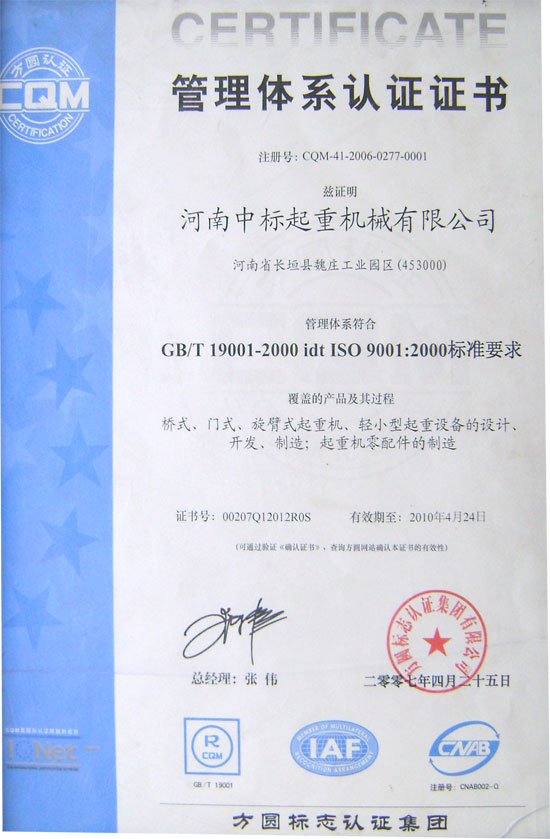 CERTIFICATE
方圆认证
CQM
CERTIFICATION
管理体系认证证书
注册号：CQM-41-2006-0277-0001
兹证明
河南中标起重机械有限公司
河南省长垣县魏庄工业园区(453000)
管理体系符合
GB/T 19001-2000 idt ISO 9001:2000标准要求
覆盖的产品及其过程
桥式、门式、旋臂式起重机、轻小型起重设备的设计、
开发、制造；起重机零配件的制造
证书号：00207Q12012R0S 有效期至：2010年4月24日
(可通过验证《确认证书》、查询方圆网站确认本证书的有效性)
方圆标志认证集团有限公司
总经理：张 伟
二零零七年四月二十五日
IQNet
R
CQM
GB/T 19001
MEMBER OF MULTILATERAL
IAF
RECOGNITION ARRANGEMENT
CNAB
注册号：CNAB002-Q
方圆标志认证集团